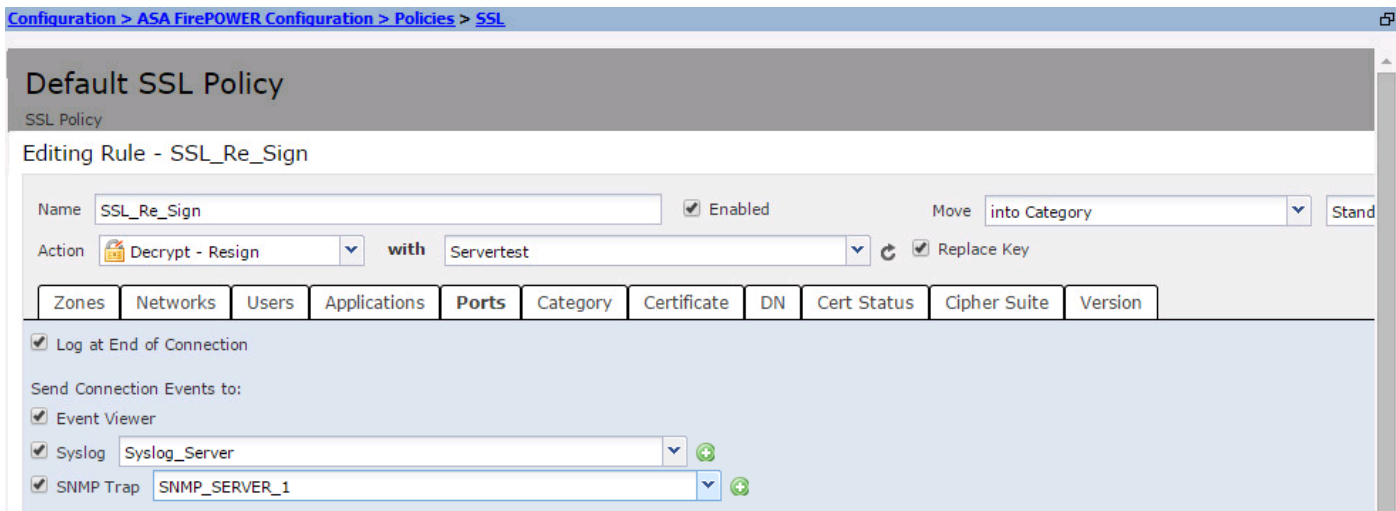 Configuration > ASA FirePOWER Configuration > Policies > SSL
Default SSL Policy
SSL Policy
Editing Rule - SSL_Re_Sign
Name SSL_Re_Sign Enabled Move into Category Stand
Action Decrypt - Resign with Servertest Replace Key
Zones Networks Users Applications Ports Category Certificate DN Cert Status Cipher Suite Version
Log at End of Connection
Send Connection Events to:
Event Viewer
Syslog Syslog_Server
SNMP Trap SNMP_SERVER_1